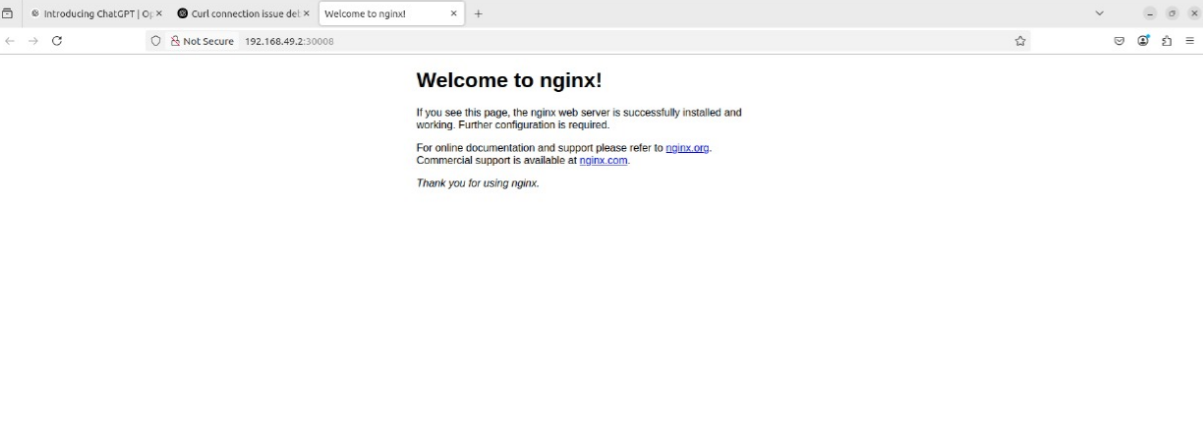 Introducing ChatGPT | Op
Curl connection issue del
Welcome to nginx!
Not Secure
192.168.49.2:30008
Welcome to nginx!
If you see this page, the nginx web server is successfully installed and
working. Further configuration is required.
For online documentation and support please refer to nginx.org.
Commercial support is available at nginx.com.
Thank you for using nginx.